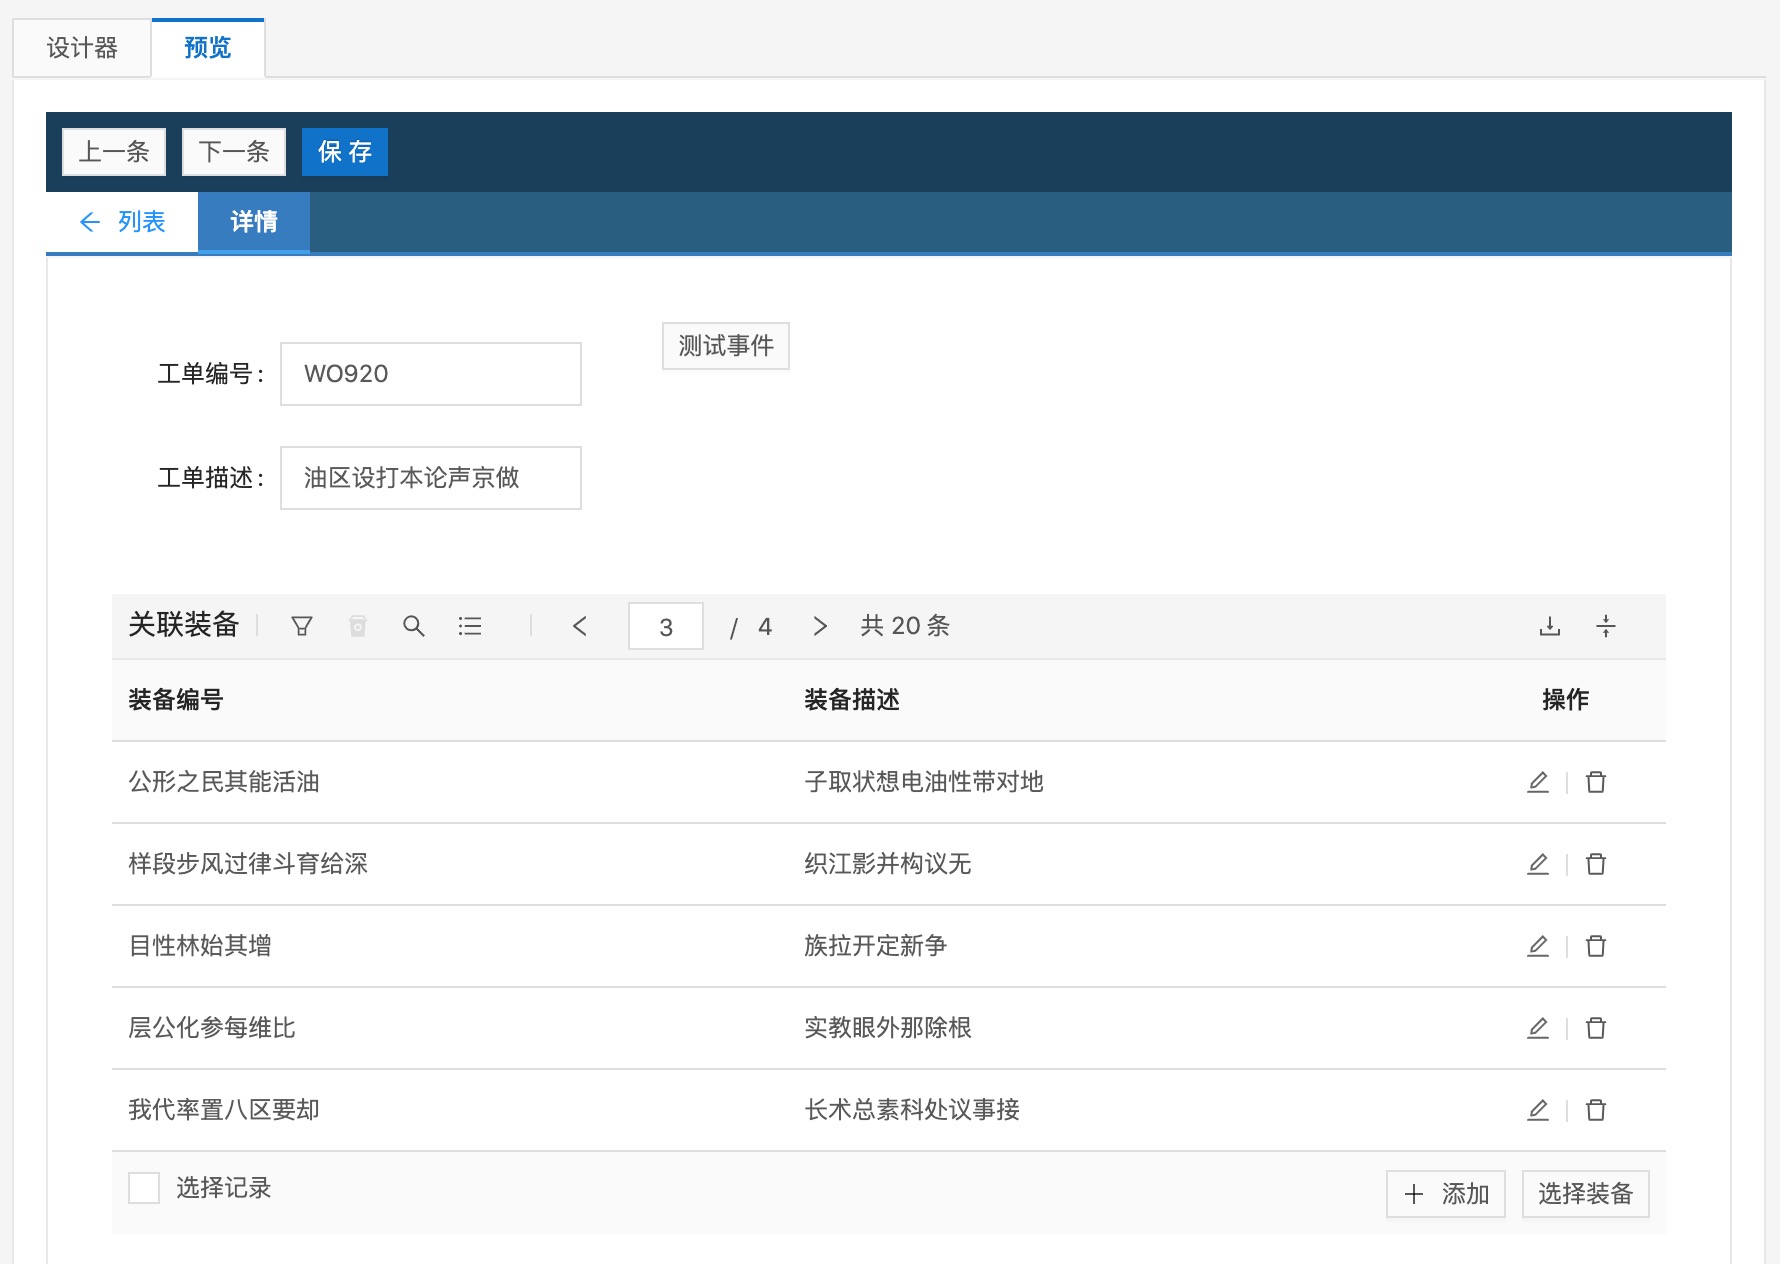 设计器 预览
上一条 下一条 保 存
列表 详情
测试事件
工单编号: WO920
工单描述: 油区设打本论声京做
关联装备 3 / 4 共 20 条
装备编号 装备描述 操作
公形之民其能活油 子取状想电油性带对地
样段步风过律斗育给深 织江影并构议无
目性林始其增 族拉开定新争
层公化参每维比 实教眼外那除根
我代率置八区要却 长术总素科处议事接
选择记录 添加 选择装备